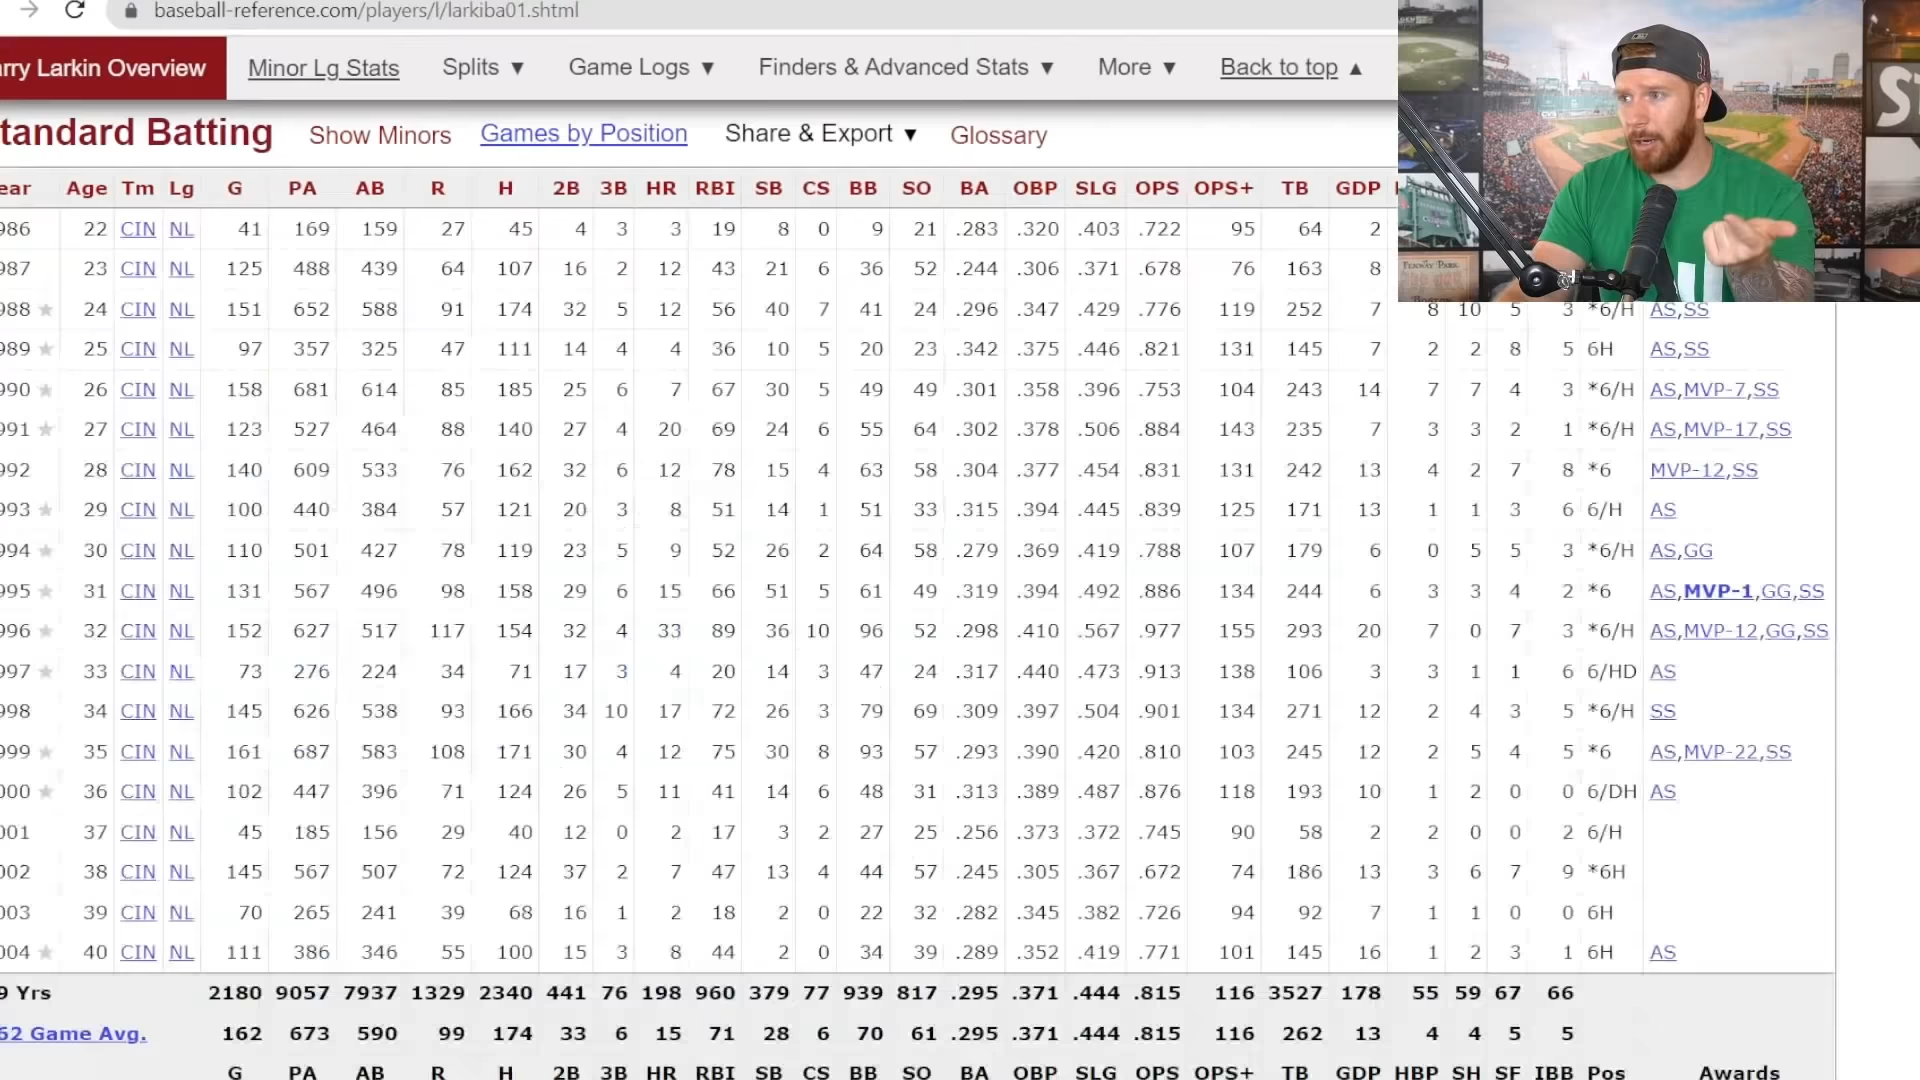 baseball-reference.com/players/l/larkiba01.shtml
arry Larkin Overview Minor Lg Stats Splits ▼ Game Logs ▼ Finders & Advanced Stats ▼ More ▼ Back to top ▲
tandard Batting Show Minors Games by Position Share & Export ▼ Glossary
ear Age Tm Lg G PA AB R H 2B 3B HR RBI SB CS BB SO BA OBP SLG OPS OPS+ TB GDP
986 22 CIN NL 41 169 159 27 45 4 3 3 19 8 0 9 21 .283 .320 .403 .722 95 64 2
987 23 CIN NL 125 488 439 64 107 16 2 12 43 21 6 36 52 .244 .306 .371 .678 76 163 8
988 24 CIN NL 151 652 588 91 174 32 5 12 56 40 7 41 24 .296 .347 .429 .776 119 252 7 8 10 5 3 *6/H AS,SS
989 25 CIN NL 97 357 325 47 111 14 4 4 36 10 5 20 23 .342 .375 .446 .821 131 145 7 2 2 8 5 6H AS,SS
990 26 CIN NL 158 681 614 85 185 25 6 7 67 30 5 49 49 .301 .358 .396 .753 104 243 14 7 7 4 3 *6/H AS,MVP-7,SS
991 27 CIN NL 123 527 464 88 140 27 4 20 69 24 6 55 64 .302 .378 .506 .884 143 235 7 3 3 2 1 *6/H AS,MVP-17,SS
992 28 CIN NL 140 609 533 76 162 32 6 12 78 15 4 63 58 .304 .377 .454 .831 131 242 13 4 2 7 8 *6 MVP-12,SS
993 29 CIN NL 100 440 384 57 121 20 3 8 51 14 1 51 33 .315 .394 .445 .839 125 171 13 1 1 3 6 6/H AS
994 30 CIN NL 110 501 427 78 119 23 5 9 52 26 2 64 58 .279 .369 .419 .788 107 179 6 0 5 5 3 *6/H AS,GG
995 31 CIN NL 131 567 496 98 158 29 6 15 66 51 5 61 49 .319 .394 .492 .886 134 244 6 3 3 4 2 *6 AS,MVP-1,GG,SS
996 32 CIN NL 152 627 517 117 154 32 4 33 89 36 10 96 52 .298 .410 .567 .977 155 293 20 7 0 7 3 *6/H AS,MVP-12,GG,SS
997 33 CIN NL 73 276 224 34 71 17 3 4 20 14 3 47 24 .317 .440 .473 .913 138 106 3 3 1 1 6 6/HD AS
998 34 CIN NL 145 626 538 93 166 34 10 17 72 26 3 79 69 .309 .397 .504 .901 134 271 12 2 4 3 5 *6/H SS
999 35 CIN NL 161 687 583 108 171 30 4 12 75 30 8 93 57 .293 .390 .420 .810 103 245 12 2 5 4 5 *6 AS,MVP-22,SS
000 36 CIN NL 102 447 396 71 124 26 5 11 41 14 6 48 31 .313 .389 .487 .876 118 193 10 1 2 0 0 6/DH AS
001 37 CIN NL 45 185 156 29 40 12 0 2 17 3 2 27 25 .256 .373 .372 .745 90 58 2 2 0 0 2 6/H
002 38 CIN NL 145 567 507 72 124 37 2 7 47 13 4 44 57 .245 .305 .367 .672 74 186 13 3 6 7 9 *6H
003 39 CIN NL 70 265 241 39 68 16 1 2 18 2 0 22 32 .282 .345 .382 .726 94 92 7 1 1 0 0 6H
004 40 CIN NL 111 386 346 55 100 15 3 8 44 2 0 34 39 .289 .352 .419 .771 101 145 16 1 2 3 1 6H AS
9 Yrs 2180 9057 7937 1329 2340 441 76 198 960 379 77 939 817 .295 .371 .444 .815 116 3527 178 55 59 67 66
62 Game Avg. 162 673 590 99 174 33 6 15 71 28 6 70 61 .295 .371 .444 .815 116 262 13 4 4 5 5
G PA AB R H 2B 3B HR RBI SB CS BB SO BA OBP SLG OPS OPS+ TB GDP HBP SH SF IBB Pos Awards
ST
FENWAY PARK